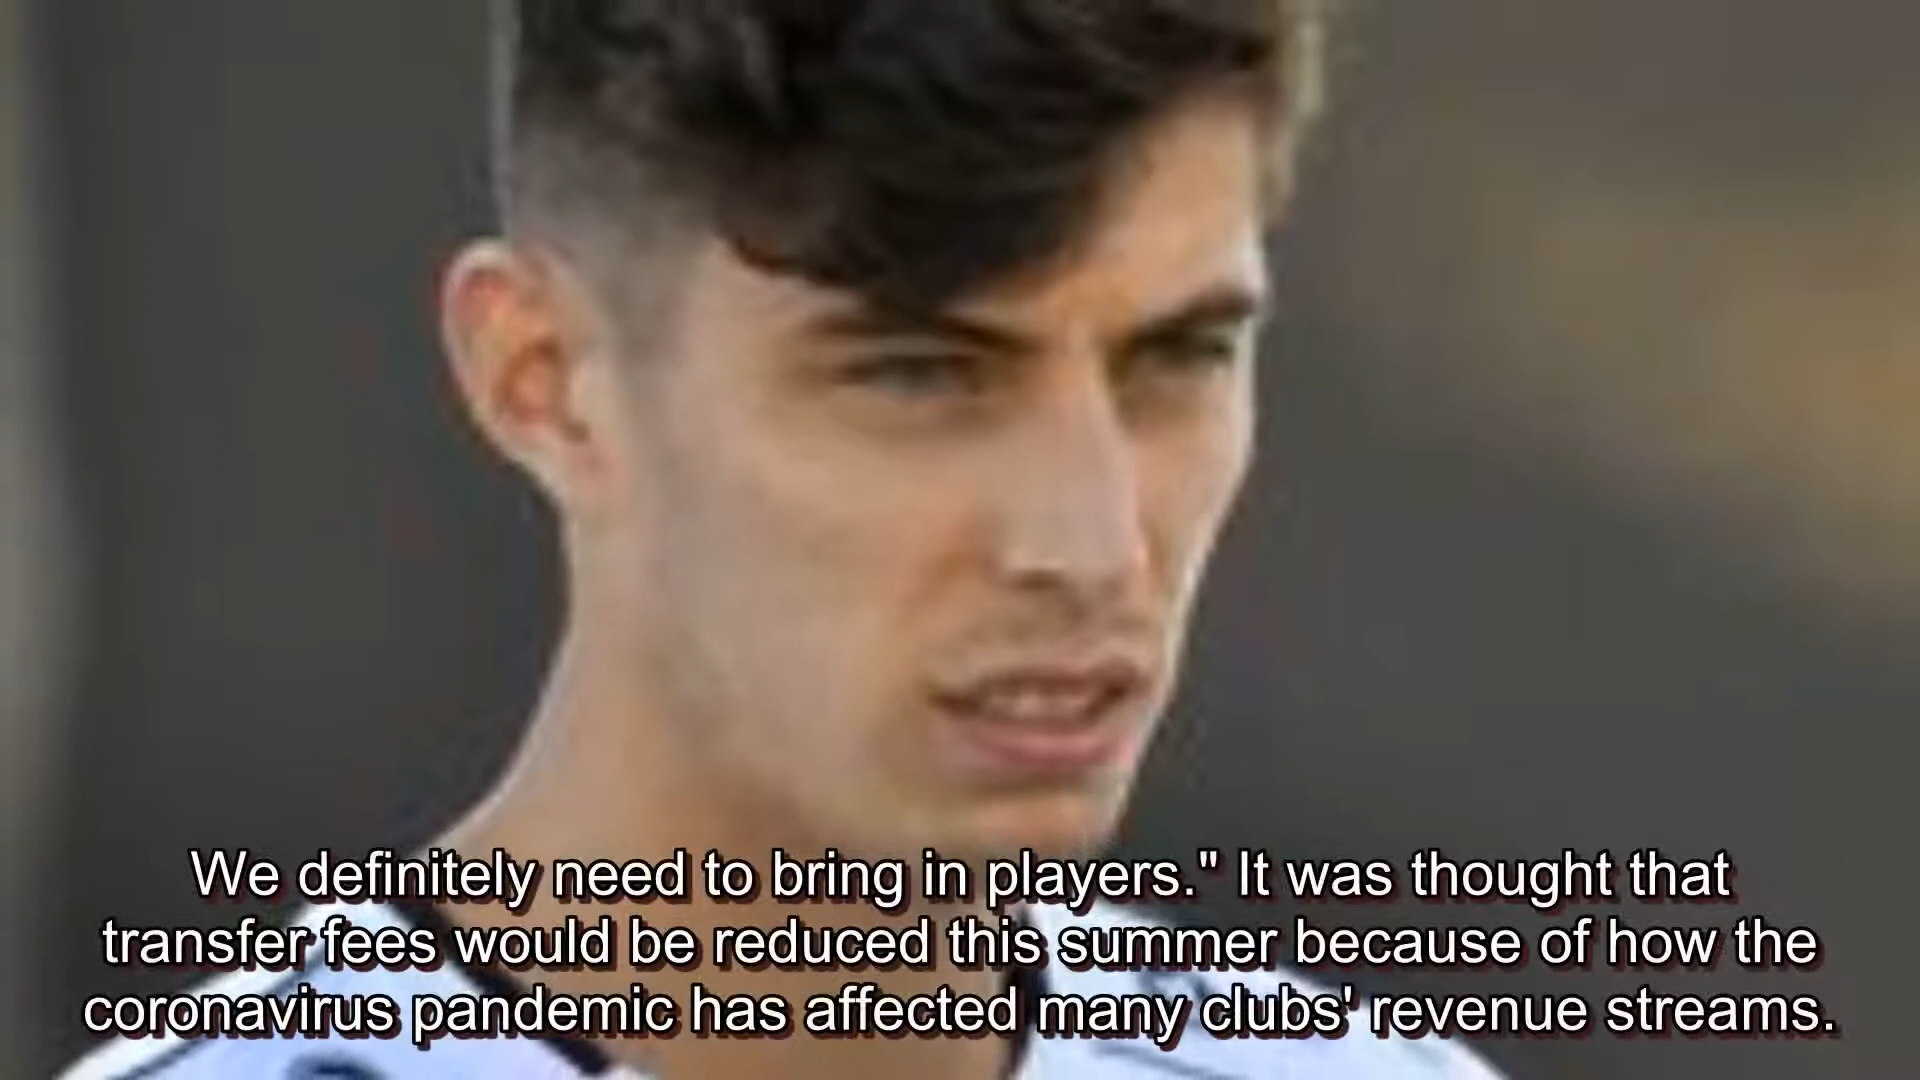 We definitely need to bring in players." It was thought that
transfer fees would be reduced this summer because of how the
coronavirus pandemic has affected many clubs' revenue streams.